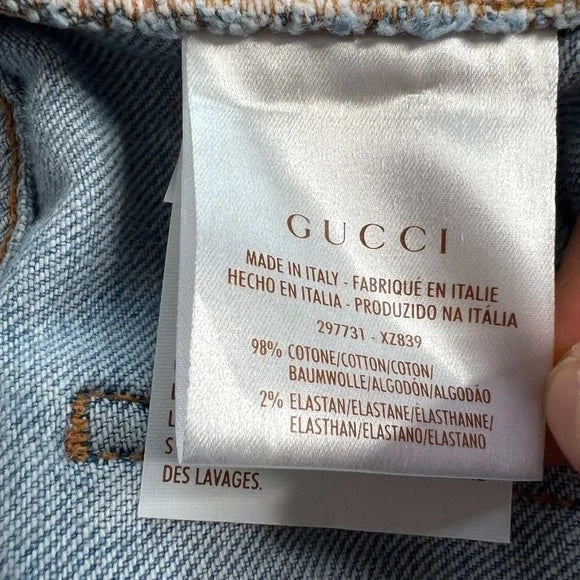 GUCCI
MADE IN ITALY - FABRIQUÉ EN ITALIE
HECHO EN ITALIA - PRODUZIDO NA ITÁLIA
297731 - XZ839
98% COTONE/COTTON/COTON/
BAUMWOLLE/ALGODÓN/ALGODÃO
2% ELASTAN/ELASTANE/ÉLASTHANNE/
ELASTHAN/ELASTANO/ELASTANO
DES LAVAGES.